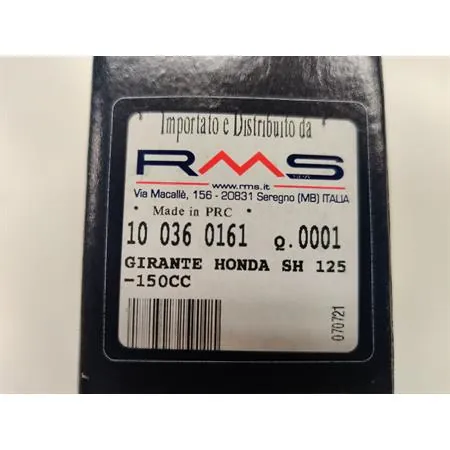 Importato e Distribuito da
RMS
www.rms.it
Via Macallè, 156 - 20831 Seregno (MB) ITALIA
* Made in PRC *
10 036 0161 Q.0001
GIRANTE HONDA SH 125
-150CC
070721